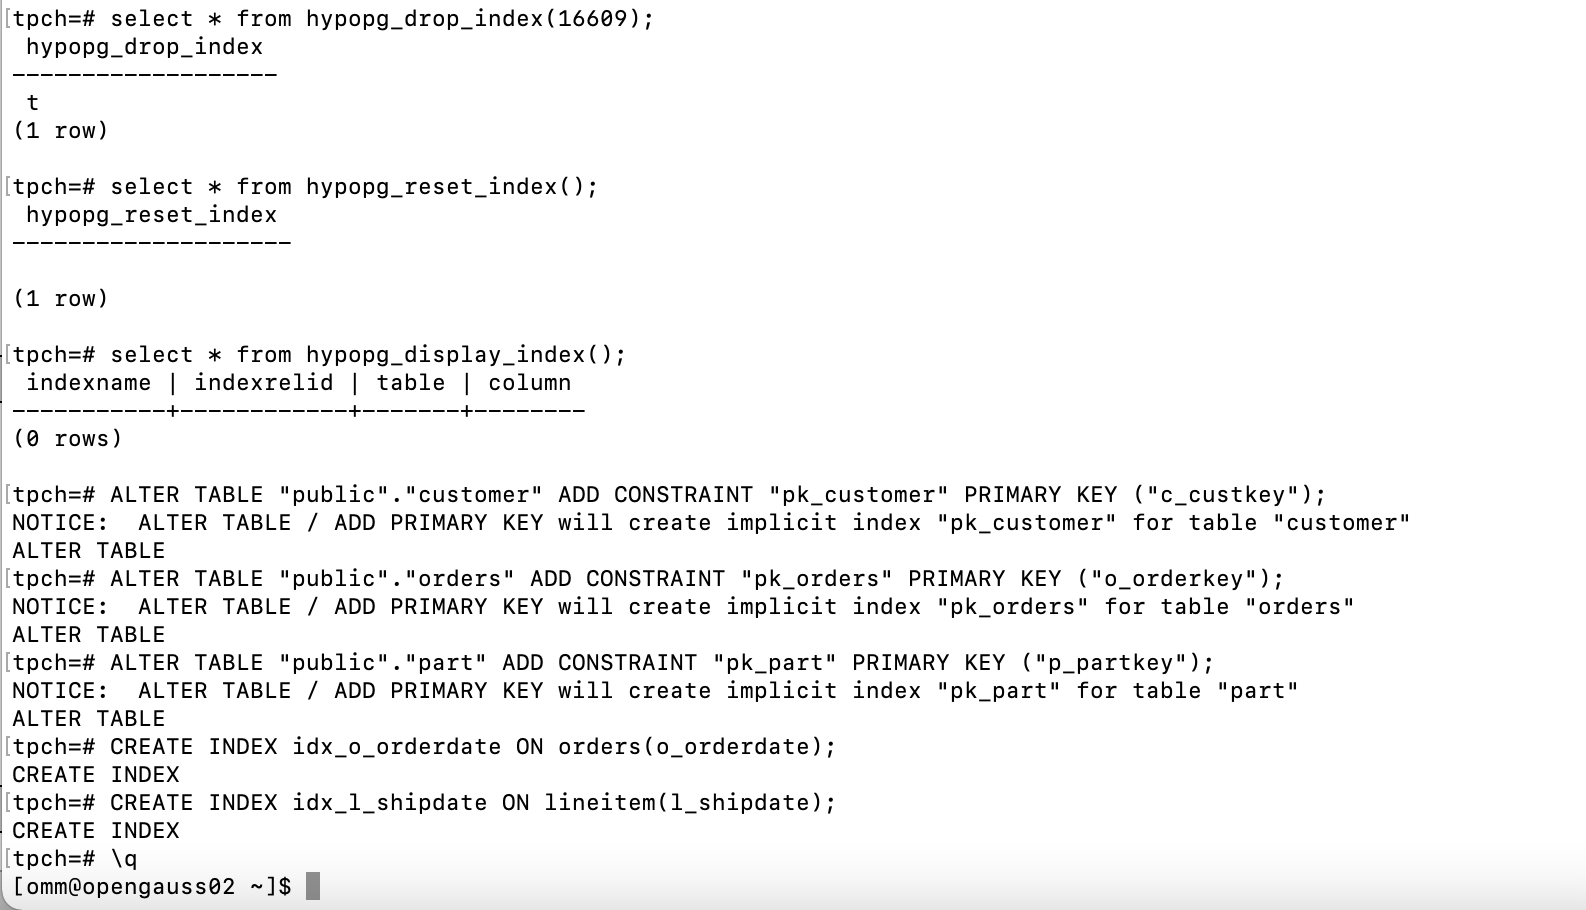 [tpch=# select * from hypopg_drop_index(16609);
 hypopg_drop_index
-------------------
 t
(1 row)
[tpch=# select * from hypopg_reset_index();
 hypopg_reset_index
--------------------
(1 row)
[tpch=# select * from hypopg_display_index();
 indexname | indexrelid | table | column
-----------+------------+-------+--------
(0 rows)
[tpch=# ALTER TABLE "public"."customer" ADD CONSTRAINT "pk_customer" PRIMARY KEY ("c_custkey");
NOTICE:  ALTER TABLE / ADD PRIMARY KEY will create implicit index "pk_customer" for table "customer"
ALTER TABLE
[tpch=# ALTER TABLE "public"."orders" ADD CONSTRAINT "pk_orders" PRIMARY KEY ("o_orderkey");
NOTICE:  ALTER TABLE / ADD PRIMARY KEY will create implicit index "pk_orders" for table "orders"
ALTER TABLE
[tpch=# ALTER TABLE "public"."part" ADD CONSTRAINT "pk_part" PRIMARY KEY ("p_partkey");
NOTICE:  ALTER TABLE / ADD PRIMARY KEY will create implicit index "pk_part" for table "part"
ALTER TABLE
[tpch=# CREATE INDEX idx_o_orderdate ON orders(o_orderdate);
CREATE INDEX
[tpch=# CREATE INDEX idx_l_shipdate ON lineitem(l_shipdate);
CREATE INDEX
[tpch=# \q
[omm@opengauss02 ~]$